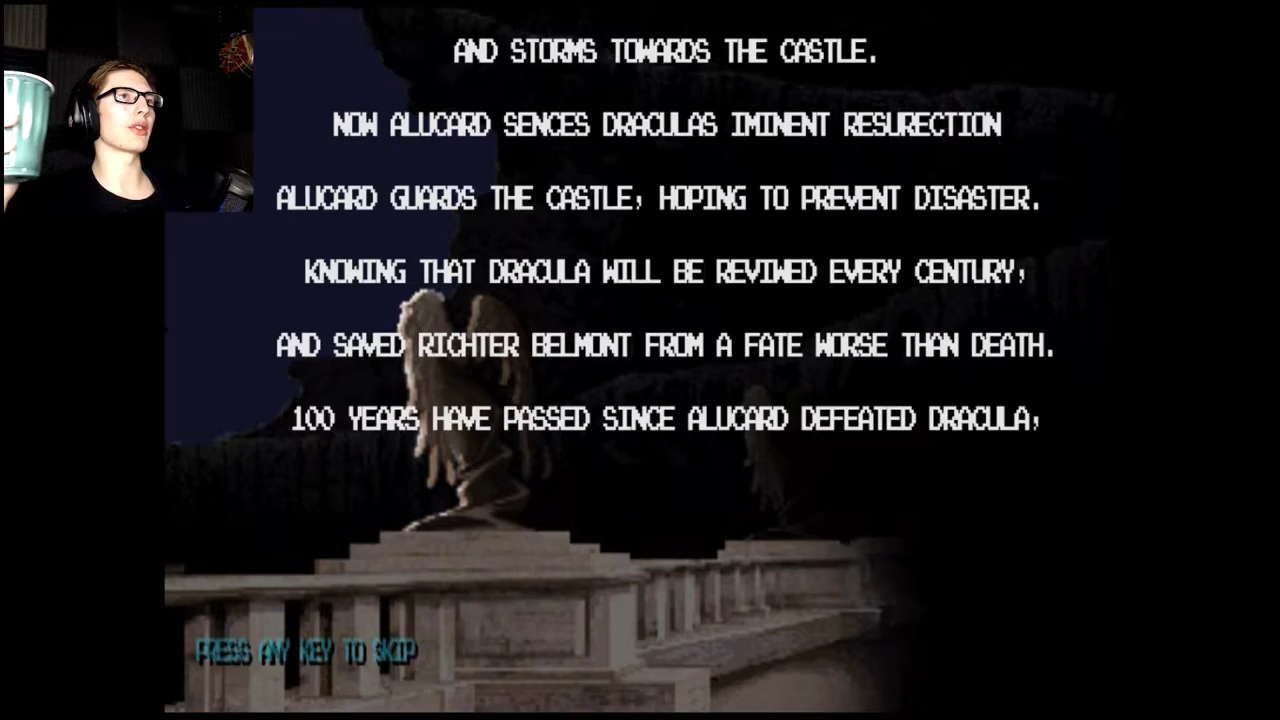 AND STORMS TOWARDS THE CASTLE.
NOW ALUCARD SENCES DRACULAS IMINENT RESURECTION
ALUCARD GUARDS THE CASTLE, HOPING TO PREVENT DISASTER.
KNOWING THAT DRACULA WILL BE REVIWED EVERY CENTURY,
AND SAVED RICHTER BELMONT FROM A FATE WORSE THAN DEATH.
100 YEARS HAVE PASSED SINCE ALUCARD DEFEATED DRACULA,
PRESS ANY KEY TO SKIP